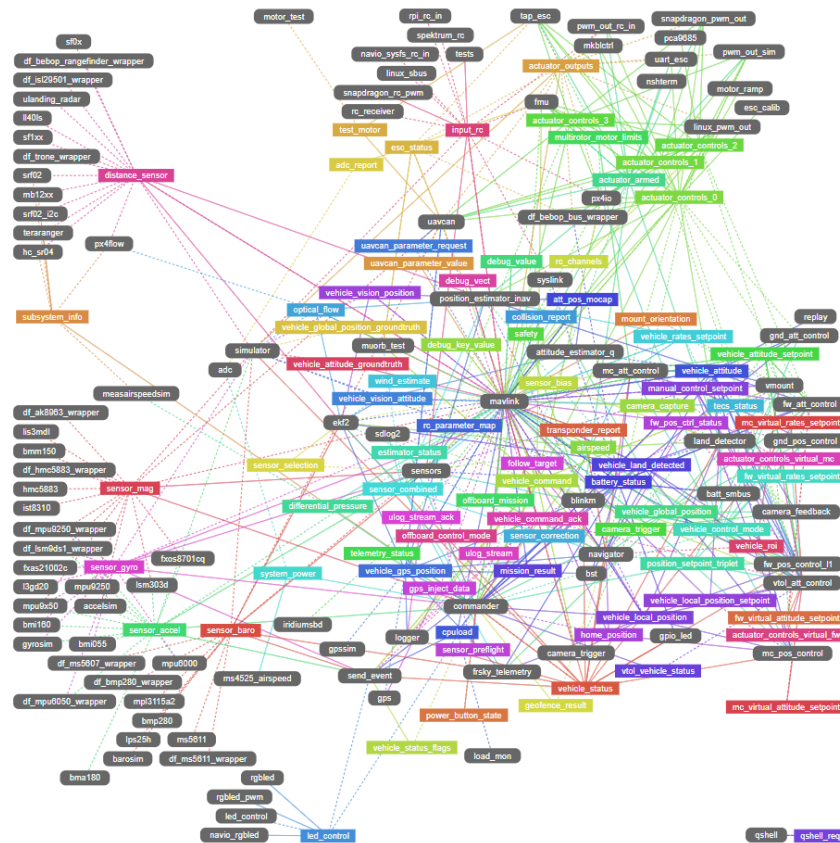 motor_test
rpi_rc_in
tap_esc
snapdragon_pwm_out
pwm_out_rc_in
spektrum_rc
pca9685
sf0x
navio_sysfs_rc_in
tests
mkblctrl
pwm_out_sim
df_bebop_rangefinder_wrapper
uart_esc
linux_sbus
actuator_outputs
df_isl29501_wrapper
nshterm
snapdragon_rc_pwm
motor_ramp
ulanding_radar
fmu
esc_calib
rc_receiver
ll40ls
actuator_controls_3
test_motor
input_rc
linux_pwm_out
sf1xx
multirotor_motor_limits
esc_status
actuator_controls_2
df_trone_wrapper
adc_report
actuator_controls_1
srf02
distance_sensor
actuator_armed
mb12xx
px4io
actuator_controls_0
srf02_i2c
df_bebop_bus_wrapper
uavcan
teraranger
px4flow
uavcan_parameter_request
hc_sr04
uavcan_parameter_value
debug_value
rc_channels
debug_vect
syslink
vehicle_vision_position
position_estimator_inav
att_pos_mocap
optical_flow
collision_report
subsystem_info
mount_orientation
replay
vehicle_global_position_groundtruth
safety
vehicle_rates_setpoint
gnd_att_control
muorb_test
debug_key_value
simulator
attitude_estimator_q
vehicle_attitude_setpoint
adc
vehicle_attitude_groundtruth
mc_att_control
vehicle_attitude
wind_estimate
sensor_bias
manual_control_setpoint
vmount
measairspeedsim
vehicle_vision_attitude
mavlink
camera_capture
tecs_status
fw_att_control
df_ak8963_wrapper
ekf2
rc_parameter_map
fw_pos_ctrl_status
mc_virtual_rates_setpoint
lis3mdl
sdlog2
transponder_report
land_detector
gnd_pos_control
bmm150
estimator_status
airspeed
actuator_controls_virtual_mc
df_hmc5883_wrapper
sensor_selection
sensors
follow_target
vehicle_land_detected
fw_virtual_rates_setpoint
hmc5883
sensor_mag
sensor_combined
vehicle_command
battery_status
batt_smbus
ist8310
differential_pressure
offboard_mission
blinkm
vehicle_global_position
camera_feedback
ulog_stream_ack
vehicle_command_ack
camera_trigger
vehicle_control_mode
df_mpu9250_wrapper
offboard_control_mode
sensor_correction
df_lsm9ds1_wrapper
telemetry_status
ulog_stream
navigator
vehicle_roi
fxas21002c
sensor_gyro
fxos8701cq
vehicle_gps_position
mission_result
position_setpoint_triplet
fw_pos_control_l1
system_power
bst
l3gd20
mpu9250
lsm303d
gps_inject_data
vtol_att_control
mpu9x50
accelsim
commander
vehicle_local_position_setpoint
bmi160
sensor_accel
sensor_baro
iridiumsbd
vehicle_local_position
fw_virtual_attitude_setpoint
gyrosim
bmi055
logger
cpuload
home_position
gpio_led
actuator_controls_virtual_fw
gpssim
sensor_preflight
camera_trigger
mc_pos_control
df_ms5607_wrapper
mpu6000
send_event
frsky_telemetry
vtol_vehicle_status
df_bmp280_wrapper
ms4525_airspeed
vehicle_status
df_mpu6050_wrapper
mpl3115a2
gps
geofence_result
mc_virtual_attitude_setpoint
bmp280
power_button_state
lps25h
ms5611
vehicle_status_flags
barosim
df_ms5611_wrapper
load_mon
bma180
rgbled
rgbled_pwm
led_control
navio_rgbled
led_control
qshell
qshell_req